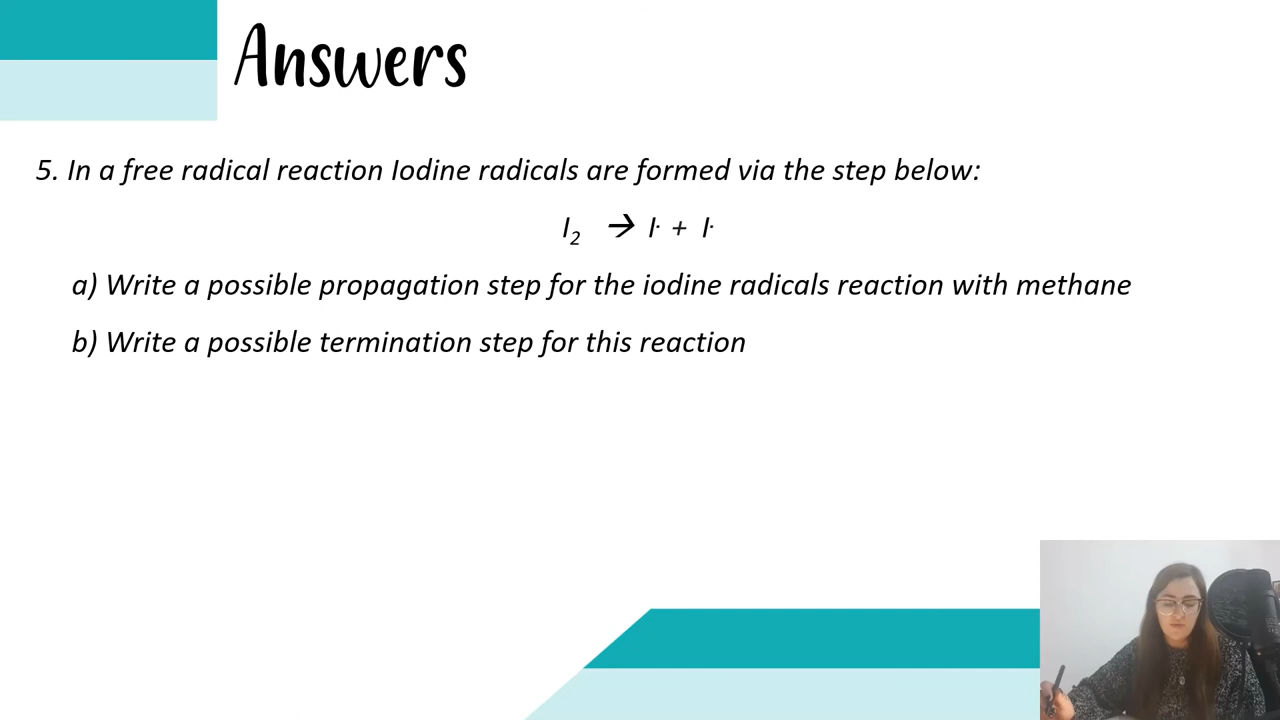 Answers
5. In a free radical reaction Iodine radicals are formed via the step below:
I₂ → I· + I·
a) Write a possible propagation step for the iodine radicals reaction with methane
b) Write a possible termination step for this reaction